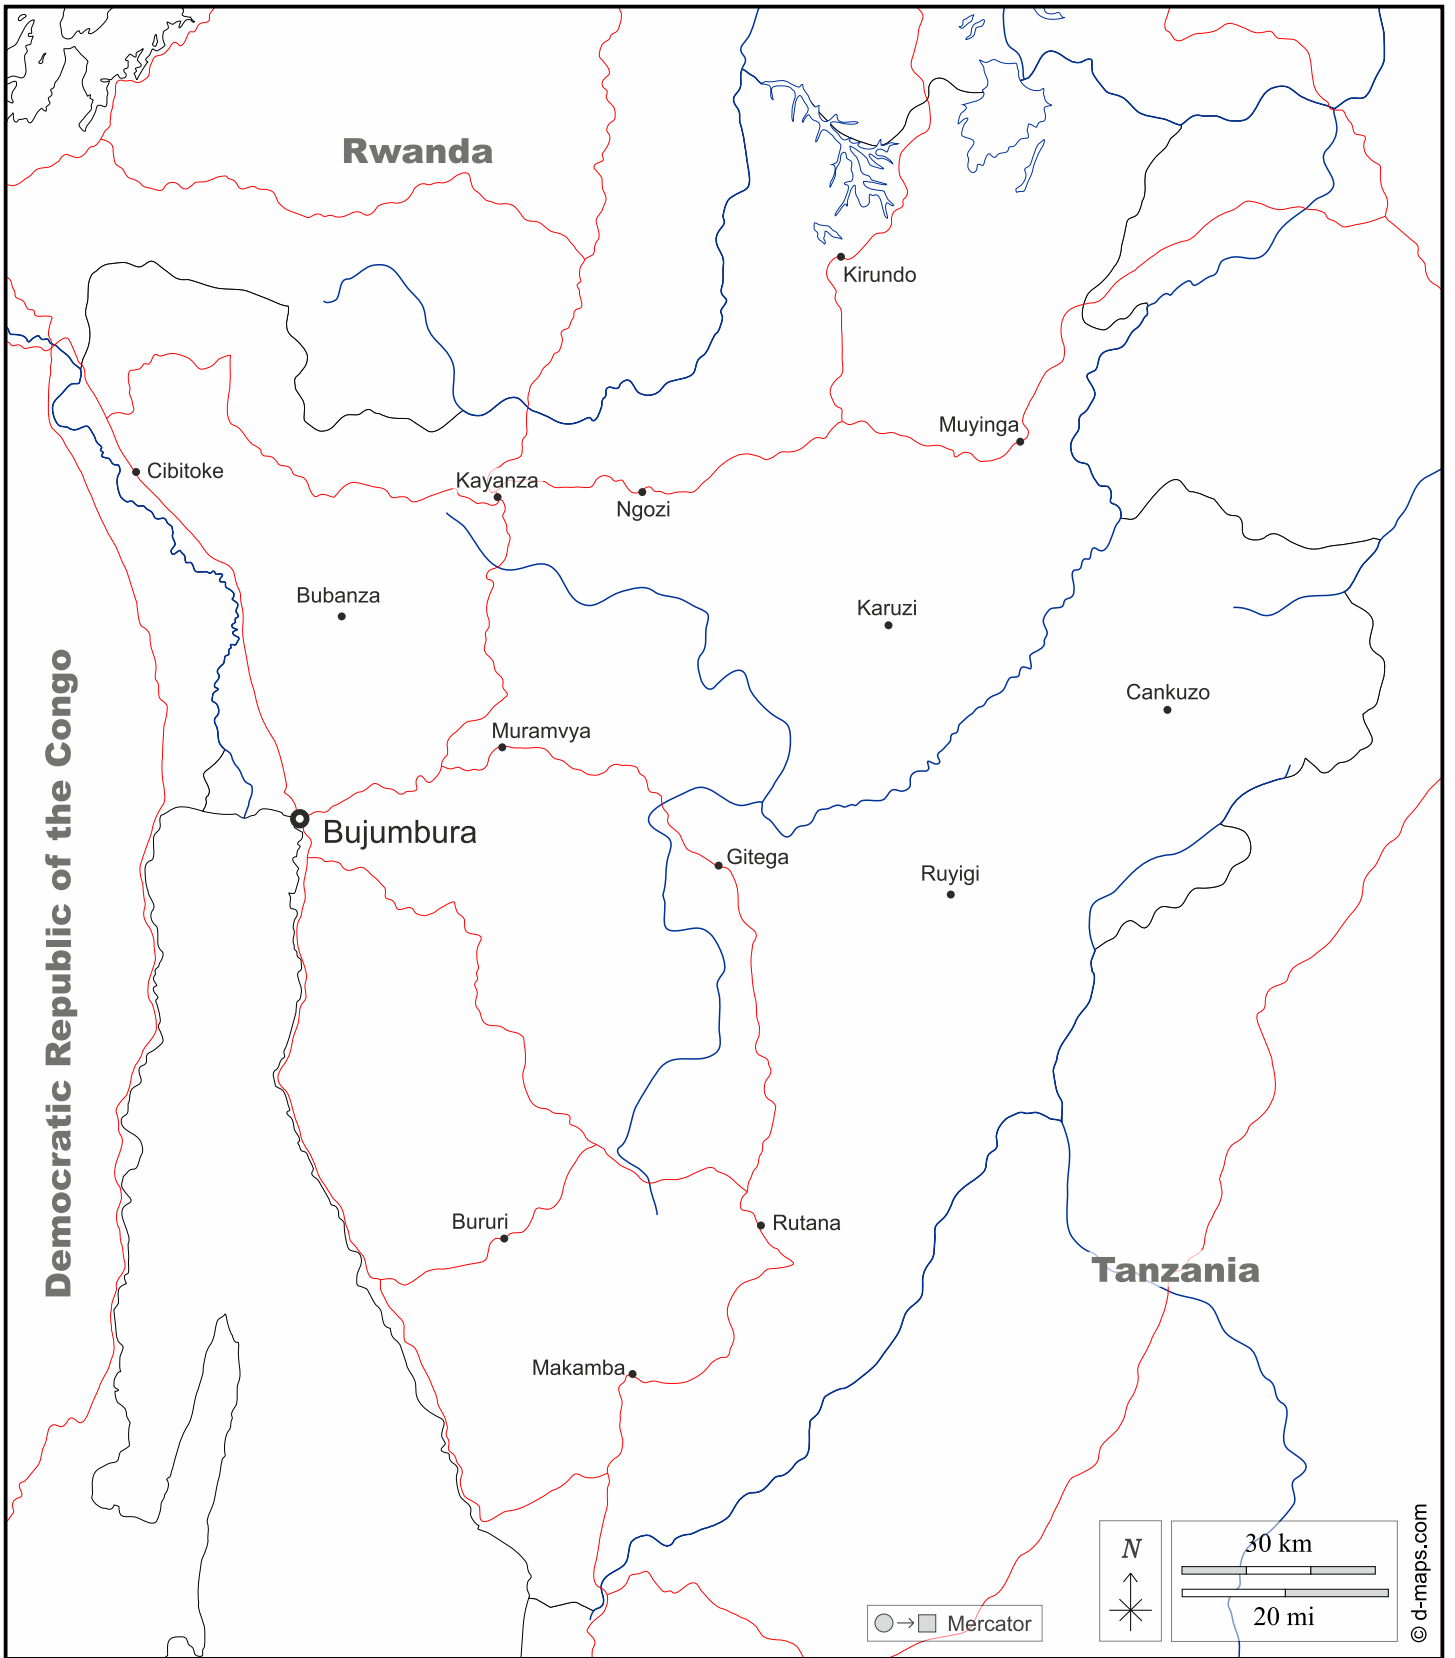 Rwanda
Kirundo
Muyinga
Cibitoke
Kayanza
Ngozi
Bubanza
Karuzi
Cankuzo
Democratic Republic of the Congo
Muramvya
Bujumbura
Gitega
Ruyigi
Bururi
Rutana
Tanzania
Makamba
N
30 km
20 mi
Mercator
© d-maps.com